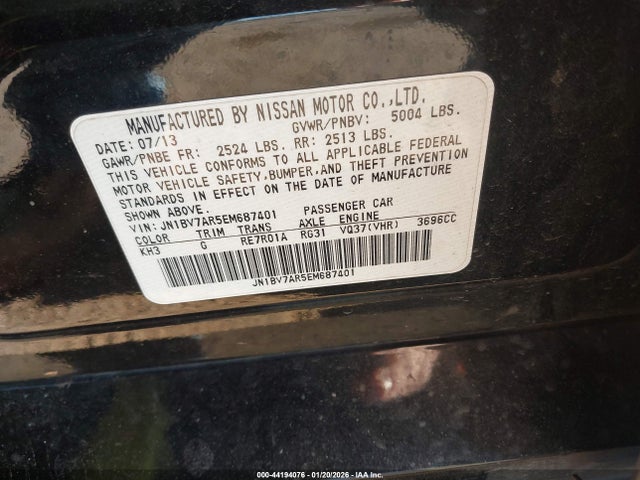 MANUFACTURED BY NISSAN MOTOR CO.,LTD.
DATE: 07/13 GVWR/PNBV: 5004 LBS.
GAWR/PNBE FR: 2524 LBS. RR: 2513 LBS.
THIS VEHICLE CONFORMS TO ALL APPLICABLE FEDERAL
MOTOR VEHICLE SAFETY,BUMPER,AND THEFT PREVENTION
STANDARDS IN EFFECT ON THE DATE OF MANUFACTURE
SHOWN ABOVE.
VIN: JN1BV7AR5EM687401 PASSENGER CAR
COLOR TRIM TRANS AXLE ENGINE
KH3 G RE7R01A RG31 VQ37(VHR) 3696CC
JN1BV7AR5EM687401
000-44194076 - 01/20/2026 - IAA Inc.